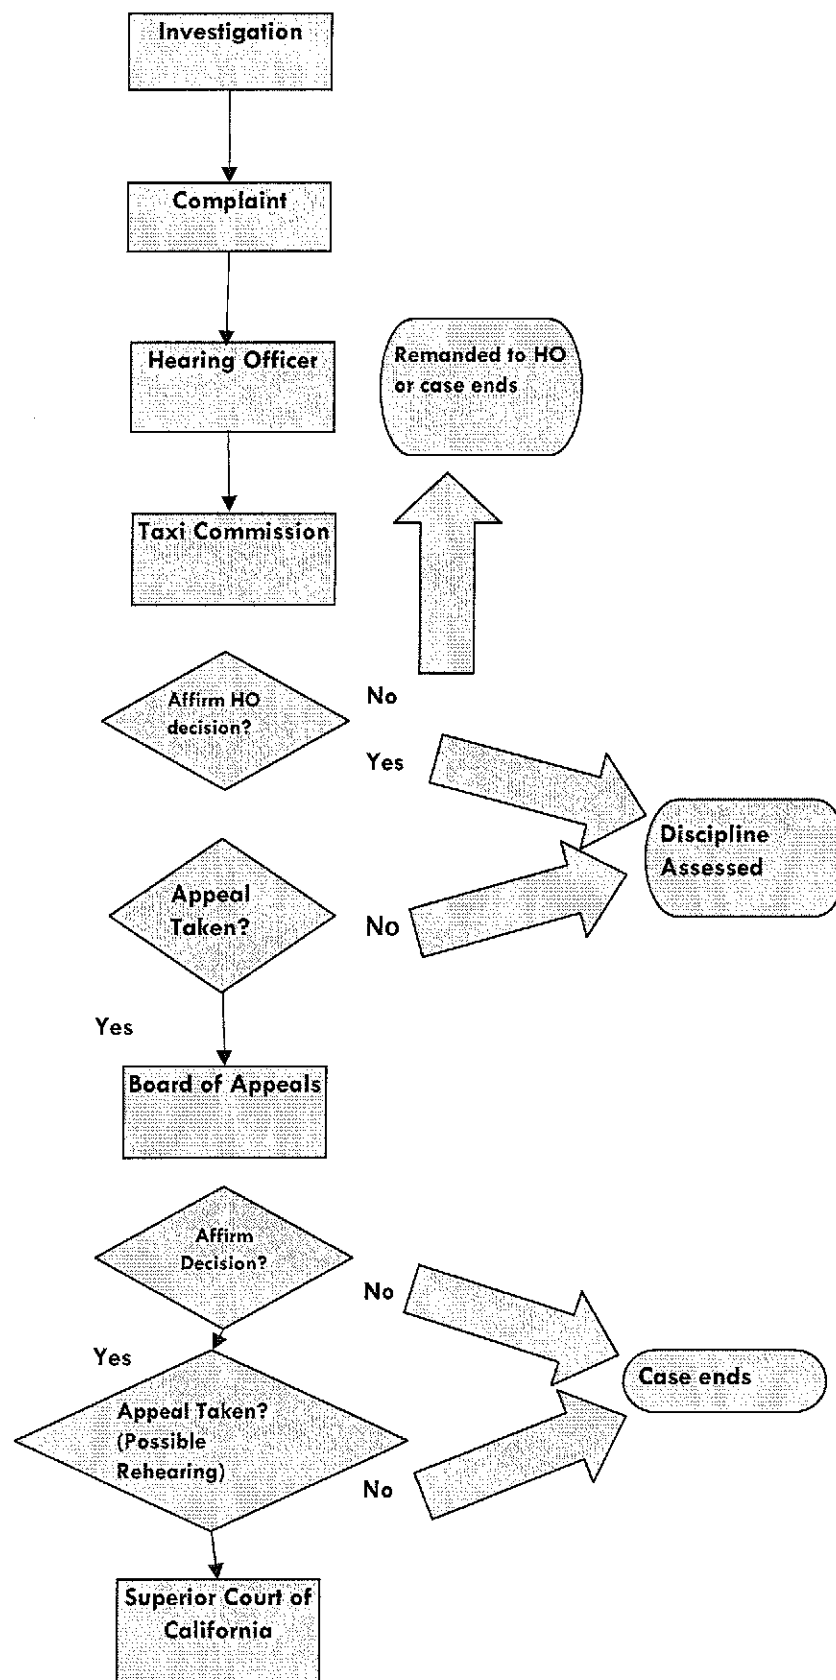 Investigation
Complaint
Hearing Officer
Remanded to HO
or case ends
Taxi Commission
Affirm HO
decision?
No
Yes
Discipline
Assessed
Appeal
Taken?
No
Yes
Board of Appeals
Affirm
Decision?
No
Yes
Case ends
Appeal Taken?
(Possible
Rehearing)
No
Superior Court of
California